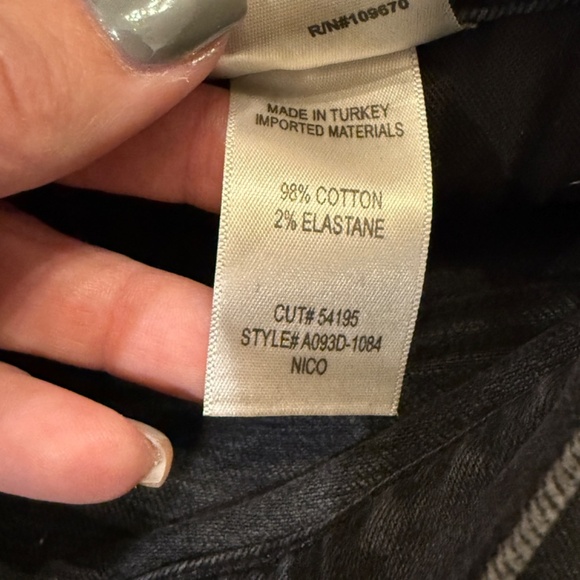 R/N#109670
MADE IN TURKEY
IMPORTED MATERIALS
98% COTTON
2% ELASTANE
CUT# 54195
STYLE# A093D-1084
NICO